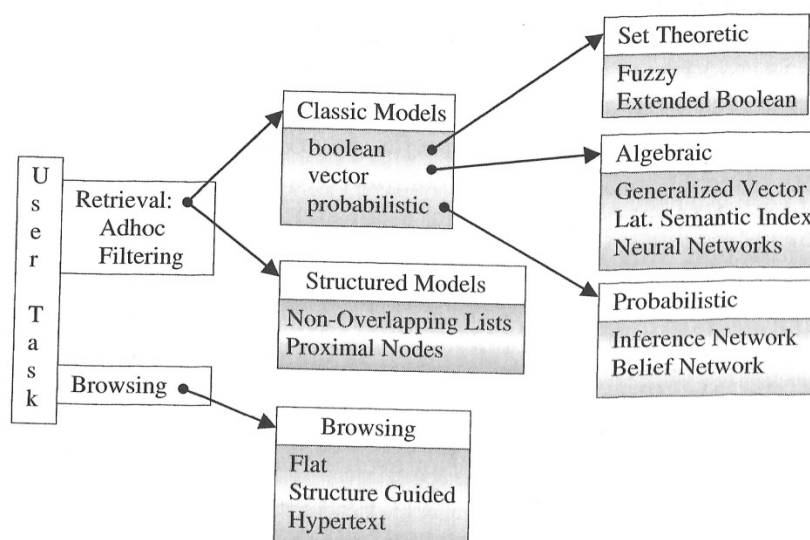 User Task
Retrieval:
Adhoc
Filtering
Browsing
Classic Models
boolean
vector
probabilistic
Structured Models
Non-Overlapping Lists
Proximal Nodes
Browsing
Flat
Structure Guided
Hypertext
Set Theoretic
Fuzzy
Extended Boolean
Algebraic
Generalized Vector
Lat. Semantic Index
Neural Networks
Probabilistic
Inference Network
Belief Network